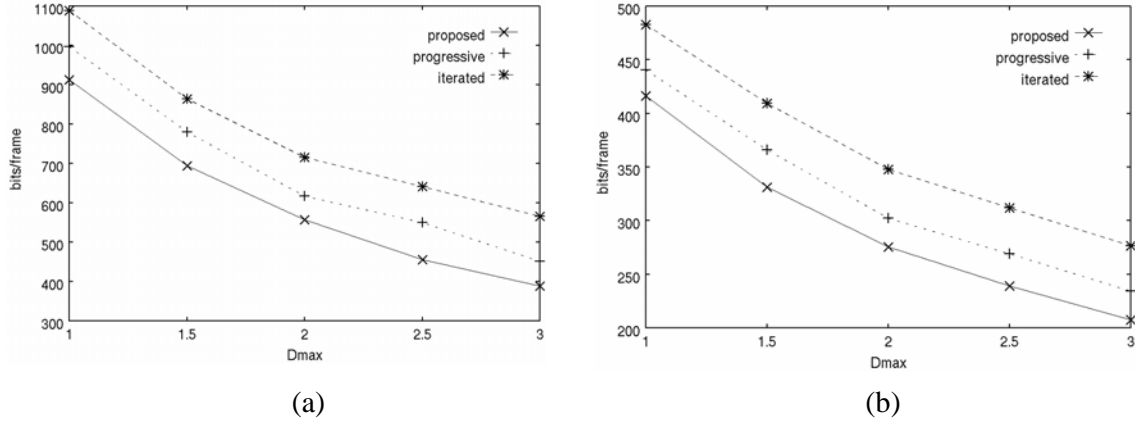 1100
1000
900
800
700
600
500
400
300
bits/frame
1
1.5
2
2.5
3
Dmax
proposed
progressive
iterated
(a)
500
450
400
350
300
250
200
bits/frame
1
1.5
2
2.5
3
Dmax
proposed
progressive
iterated
(b)